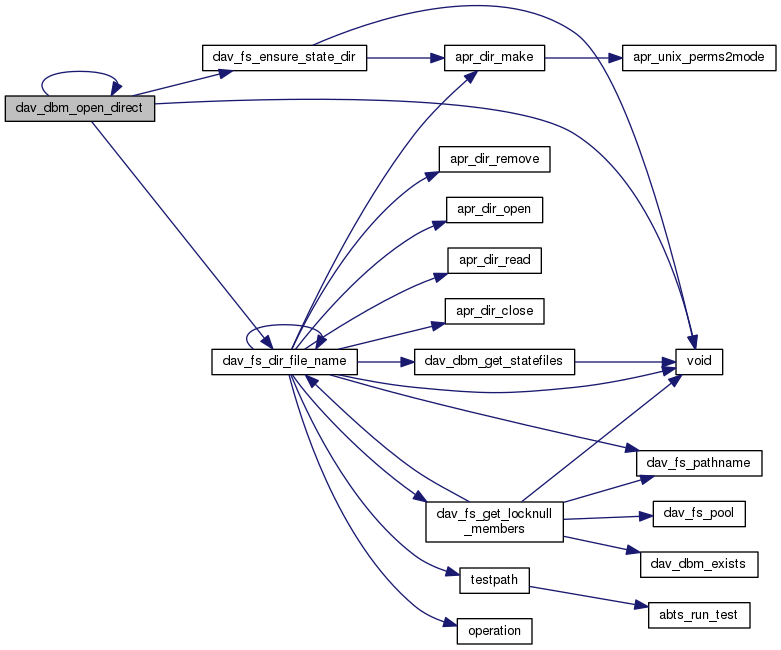 dav_fs_ensure_state_dir
apr_dir_make
apr_unix_perms2mode
dav_dbm_open_direct
apr_dir_remove
apr_dir_open
apr_dir_read
apr_dir_close
dav_fs_dir_file_name
dav_dbm_get_statefiles
void
dav_fs_pathname
dav_fs_get_locknull
_members
dav_fs_pool
dav_dbm_exists
testpath
abts_run_test
operation